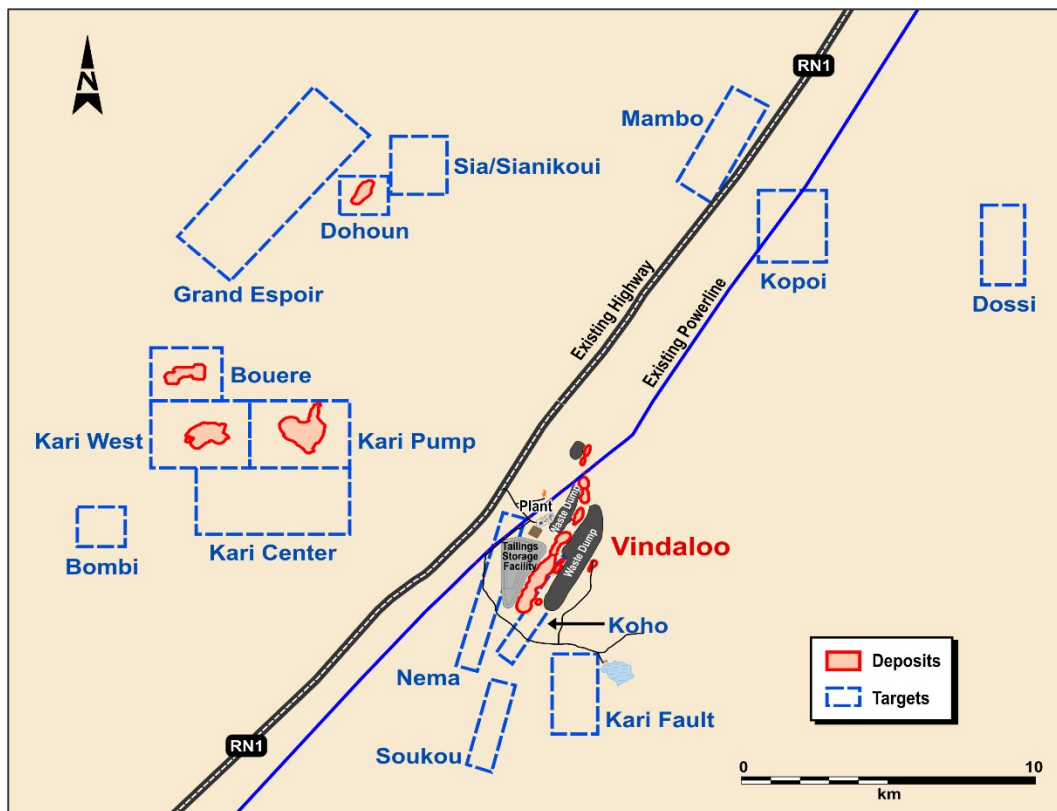 N
RN1
Mambo
Sia/Sianikoui
Dohoun
Grand Espoir
Kopoi
Dossi
Existing Highway
Existing Powerline
Bouere
Kari West
Kari Pump
Kari Center
Bombi
Plant
Waste Dump
Tailings
Storage
Facility
Waste Dump
Vindaloo
Koho
Nema
Kari Fault
Soukou
RN1
Deposits
Targets
0
10
km